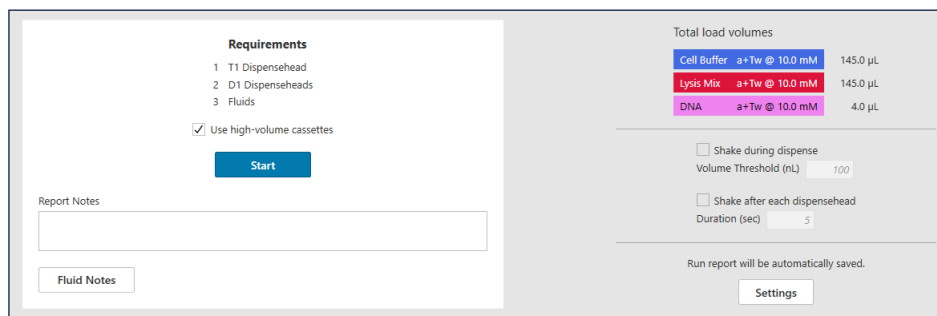 Requirements
1 T1 Dispensehead
2 D1 Dispenseheads
3 Fluids
Use high-volume cassettes
Start
Report Notes
Fluid Notes
Total load volumes
Cell Buffer a+Tw @ 10.0 mM 145.0 µL
Lysis Mix a+Tw @ 10.0 mM 145.0 µL
DNA a+Tw @ 10.0 mM 4.0 µL
Shake during dispense
Volume Threshold (nL) 100
Shake after each dispensehead
Duration (sec) 5
Run report will be automatically saved.
Settings